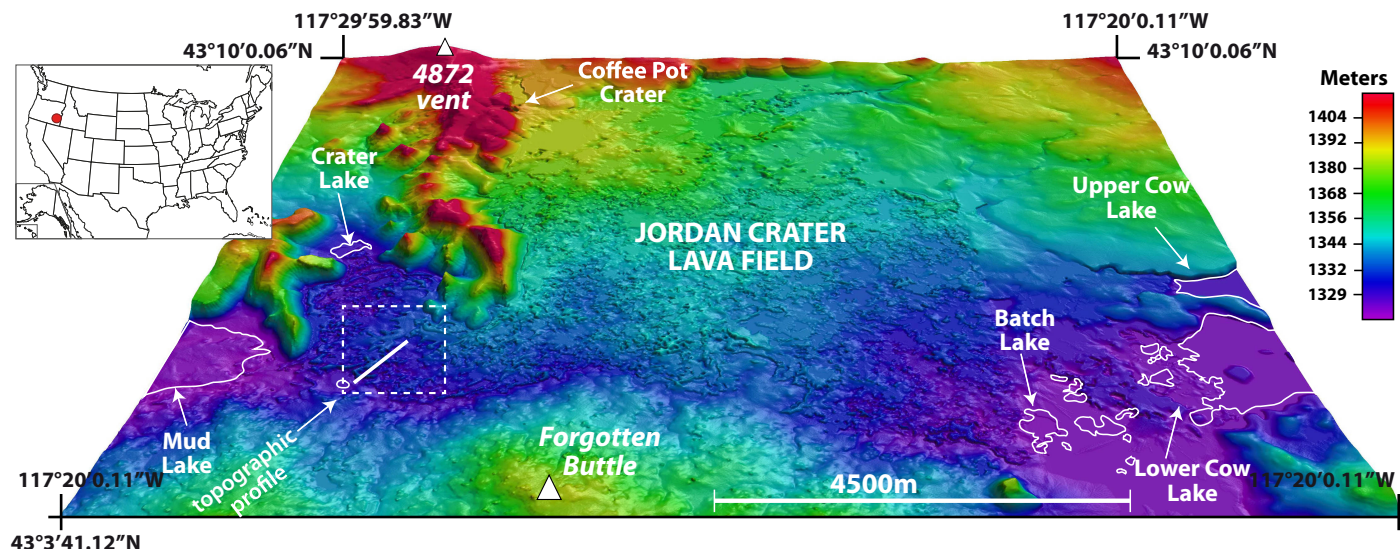 117°29'59.83"W
117°20'0.11"W
43°10'0.06"N
43°10'0.06"N
4872
vent
Coffee Pot
Crater
Meters
1404
1392
1380
1368
1356
1344
1332
1329
Crater
Lake
Upper Cow
Lake
JORDAN CRATER
LAVA FIELD
Batch
Lake
Mud
Lake
topographic
profile
Forgotten
Buttle
Lower Cow
Lake
4500m
117°20'0.11"W
117°20'0.11"W
43°3'41.12"N